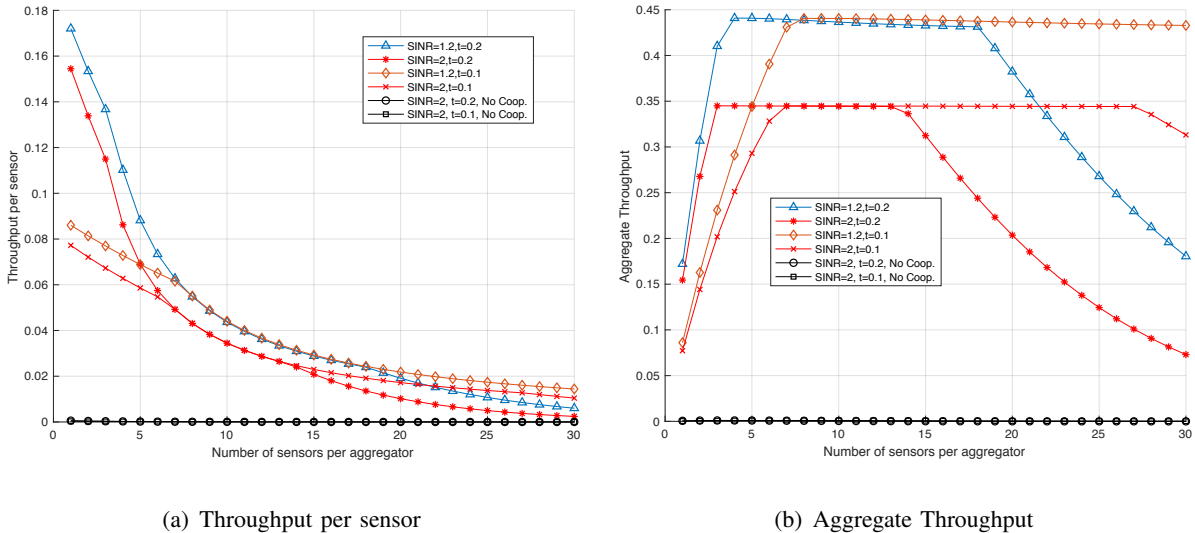 0.18
0.16
0.14
0.12
0.1
0.08
0.06
0.04
0.02
0
Throughput per sensor
SINR=1.2,t=0.2
SINR=2,t=0.2
SINR=1.2,t=0.1
SINR=2,t=0.1
SINR=2, t=0.2, No Coop.
SINR=2, t=0.1, No Coop.
0 5 10 15 20 25 30
Number of sensors per aggregator
(a) Throughput per sensor
0.45
0.4
0.35
0.3
0.25
0.2
0.15
0.1
0.05
0
Aggregate Throughput
SINR=1.2,t=0.2
SINR=2,t=0.2
SINR=1.2,t=0.1
SINR=2,t=0.1
SINR=2, t=0.2, No Coop.
SINR=2, t=0.1, No Coop.
0 5 10 15 20 25 30
Number of sensors per aggregator
(b) Aggregate Throughput